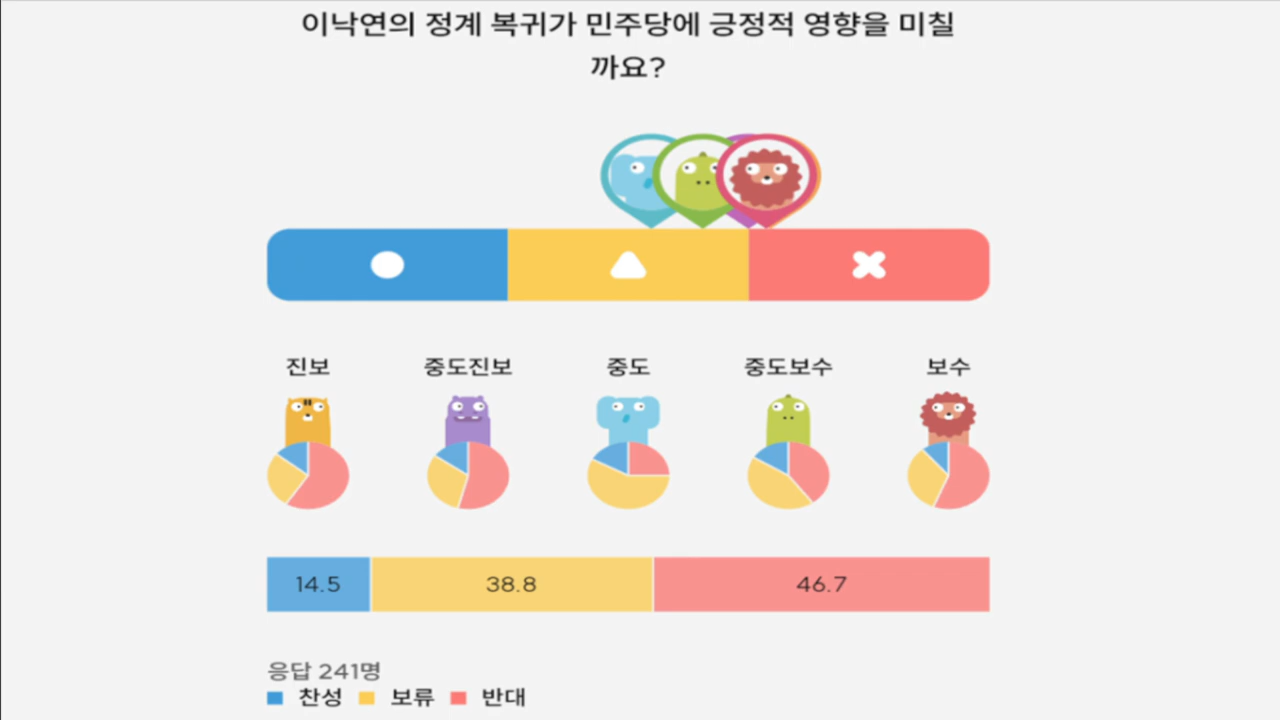 이낙연의 정계 복귀가 민주당에 긍정적 영향을 미칠
까요?
진보 중도진보 중도 중도보수 보수
14.5 38.8 46.7
응답 241명
찬성 보류 반대